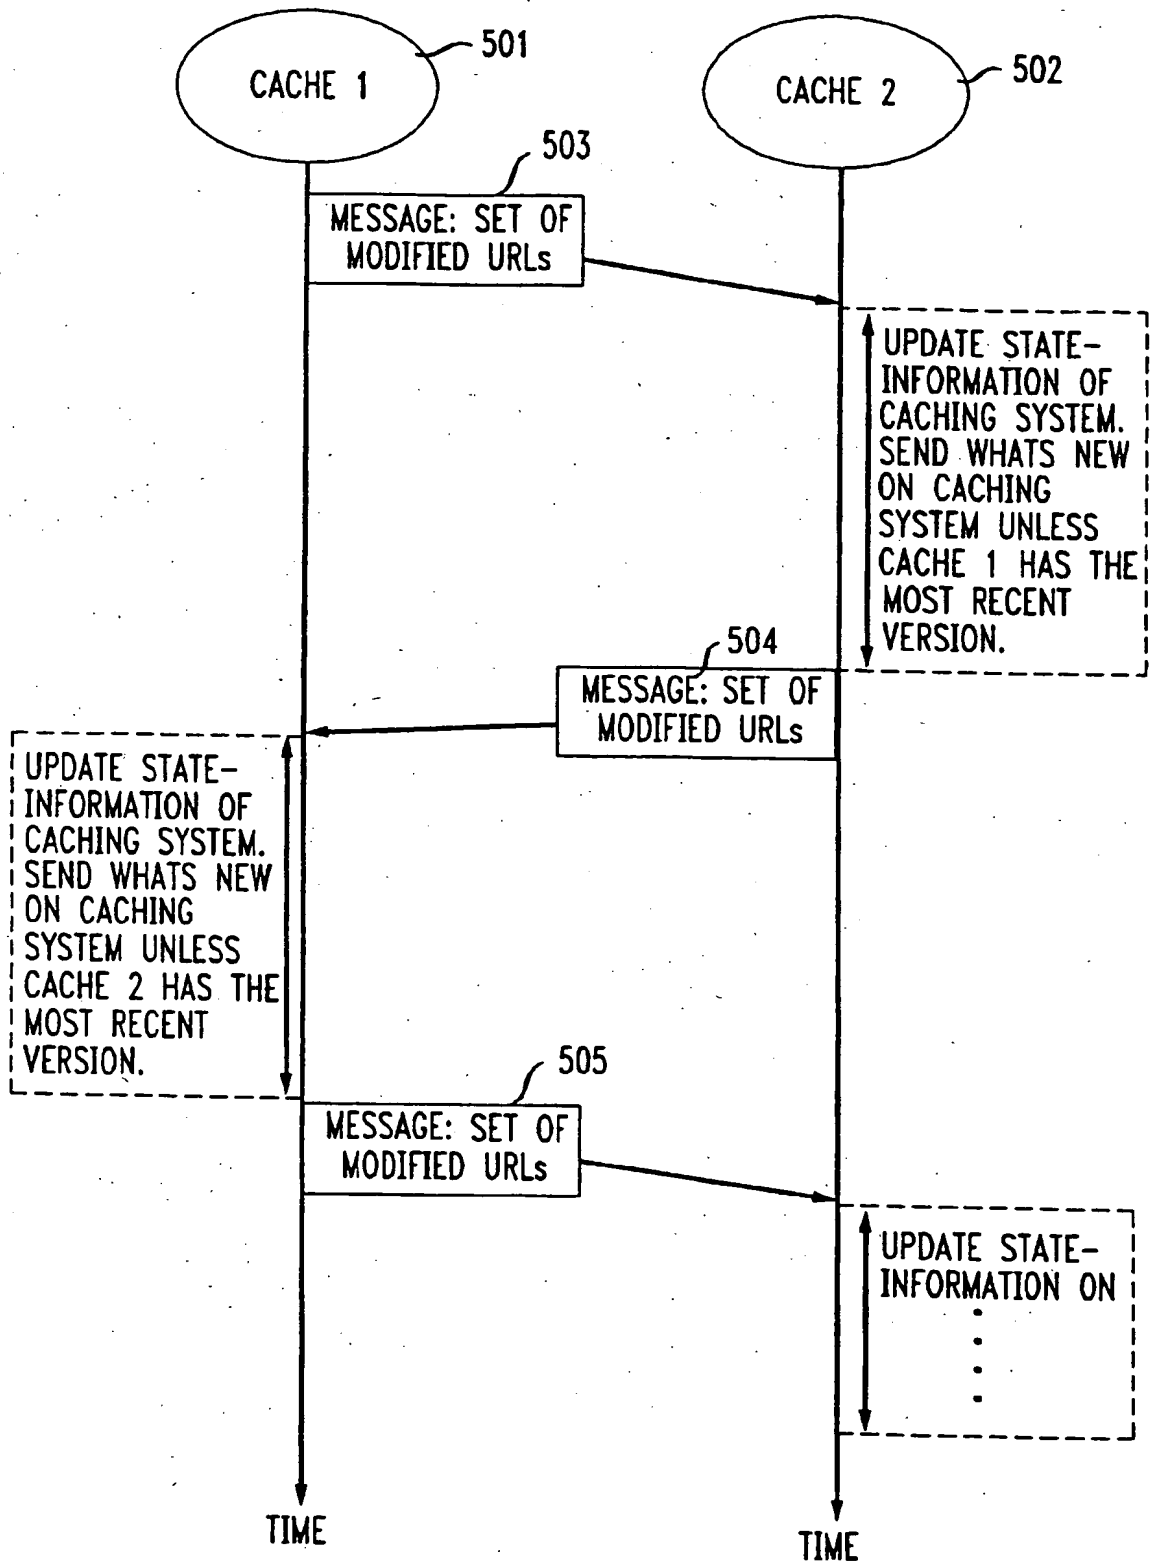 501
CACHE 1
502
CACHE 2
503
MESSAGE: SET OF
MODIFIED URLs
UPDATE STATE-
INFORMATION OF
CACHING SYSTEM.
SEND WHATS NEW
ON CACHING
SYSTEM UNLESS
CACHE 1 HAS THE
MOST RECENT
VERSION.
504
MESSAGE: SET OF
MODIFIED URLs
UPDATE STATE-
INFORMATION OF
CACHING SYSTEM.
SEND WHATS NEW
ON CACHING
SYSTEM UNLESS
CACHE 2 HAS THE
MOST RECENT
VERSION.
505
MESSAGE: SET OF
MODIFIED URLs
UPDATE STATE-
INFORMATION ON
TIME
TIME